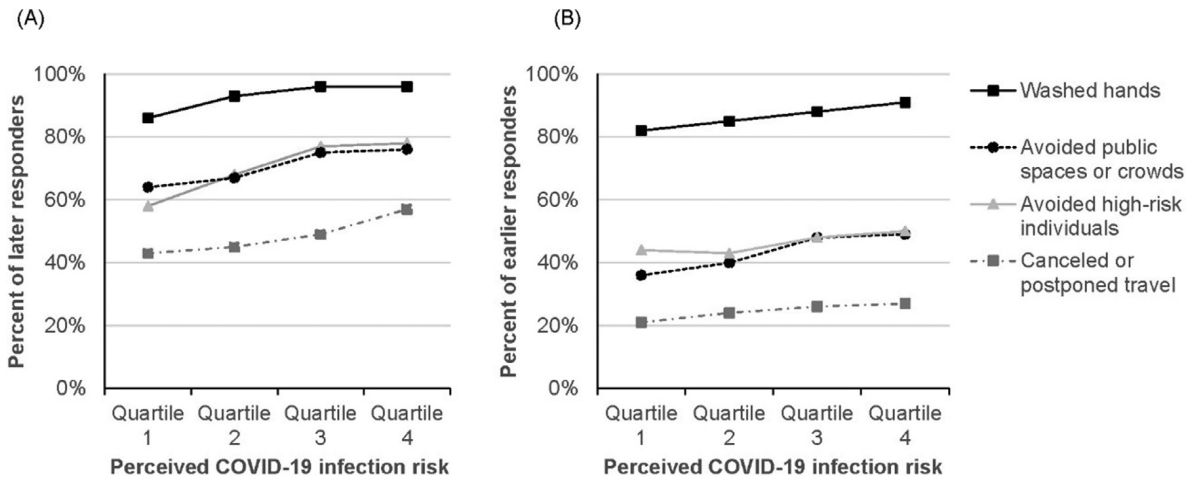 (A)
Percent of later responders
100%
80%
60%
40%
20%
0%
Quartile Quartile Quartile Quartile
1 2 3 4
Perceived COVID-19 infection risk
(B)
Percent of earlier responders
100%
80%
60%
40%
20%
0%
Quartile Quartile Quartile Quartile
1 2 3 4
Perceived COVID-19 infection risk
Washed hands
Avoided public
spaces or crowds
Avoided high-risk
individuals
Canceled or
postponed travel